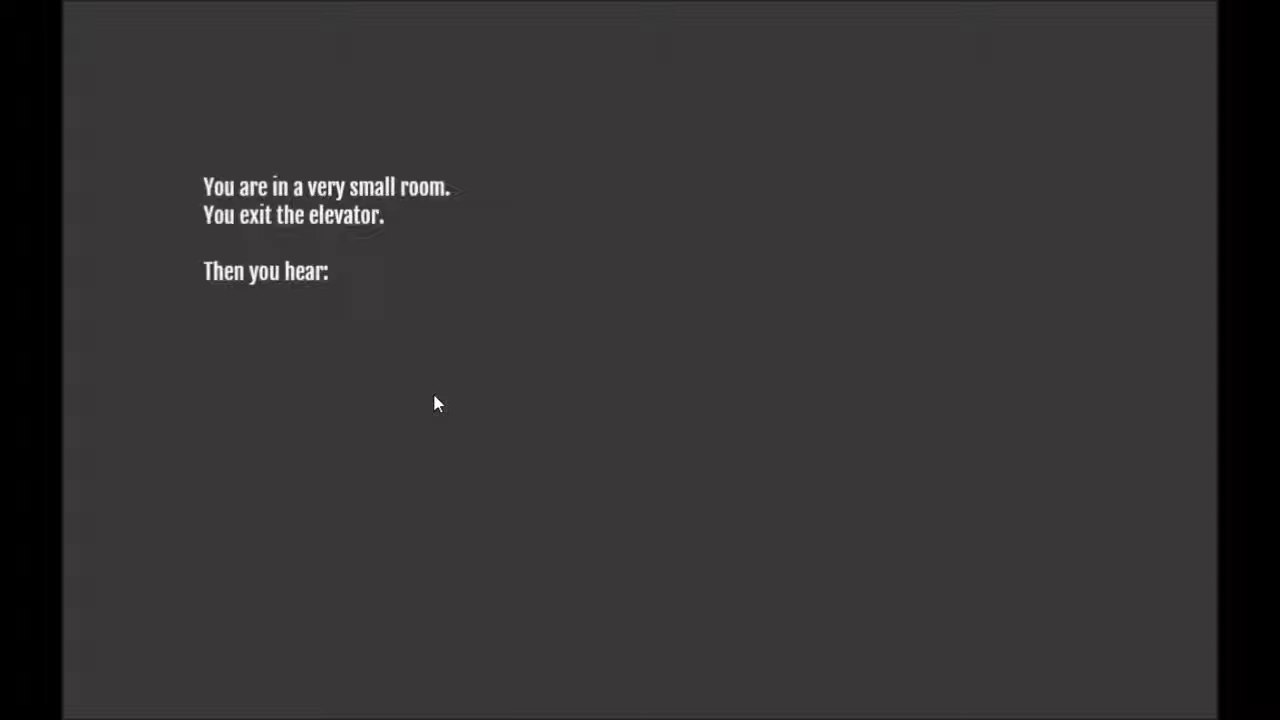 You are in a very small room.
You exit the elevator.
Then you hear: